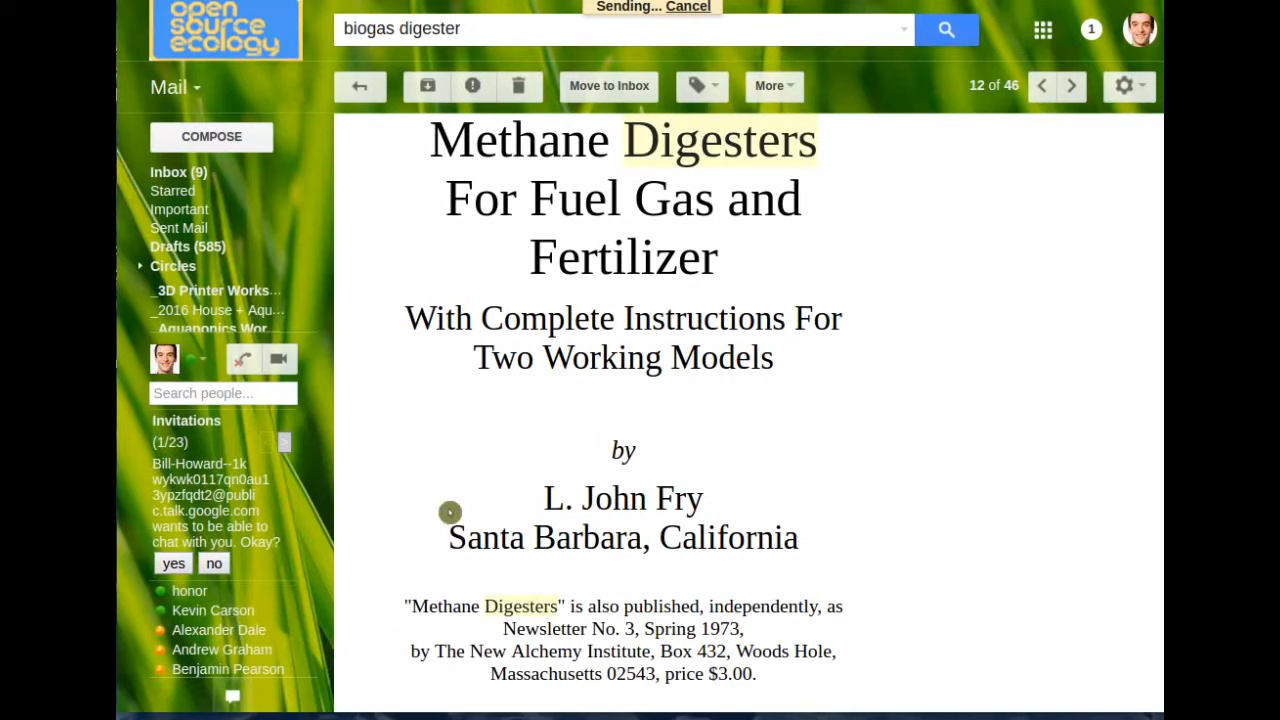 Sending... Cancel
open
source
ecology
biogas digester
1
Mail
Move to Inbox
More
12 of 46
COMPOSE
Inbox (9)
Starred
Important
Sent Mail
Drafts (585)
Circles
_3D Printer Works...
_2016 House + Aqu...
_Aquaponics Wor...
Search people...
Invitations
(1/23)
Bill-Howard--1k
wykwk0117qn0au1
3ypzfqdt2@publi
c.talk.google.com
wants to be able to
chat with you. Okay?
yes no
honor
Kevin Carson
Alexander Dale
Andrew Graham
Benjamin Pearson
Methane Digesters
For Fuel Gas and
Fertilizer
With Complete Instructions For
Two Working Models
by
L. John Fry
Santa Barbara, California
"Methane Digesters" is also published, independently, as
Newsletter No. 3, Spring 1973,
by The New Alchemy Institute, Box 432, Woods Hole,
Massachusetts 02543, price $3.00.